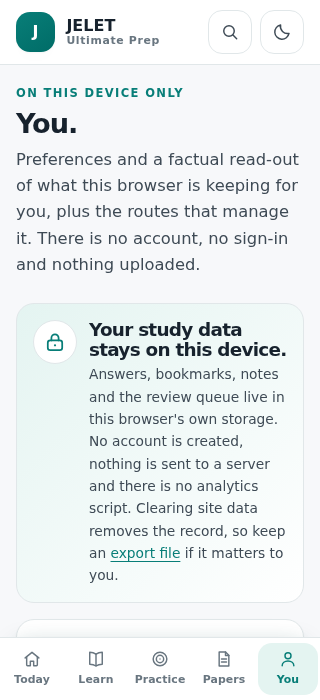 J
JELET
Ultimate Prep
ON THIS DEVICE ONLY
You.
Preferences and a factual read-out
of what this browser is keeping for
you, plus the routes that manage
it. There is no account, no sign-in
and nothing uploaded.
Your study data
stays on this device.
Answers, bookmarks, notes
and the review queue live in
this browser's own storage.
No account is created,
nothing is sent to a server
and there is no analytics
script. Clearing site data
removes the record, so keep
an export file if it matters to
you.
Today
Learn
Practice
Papers
You